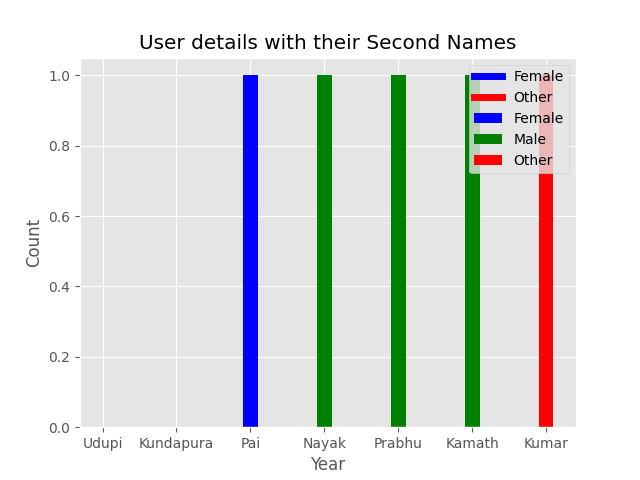 User details with their Second Names
Female
Other
Female
Male
Other
1.0
0.8
0.6
0.4
0.2
0.0
Count
Udupi Kundapura Pai Nayak Prabhu Kamath Kumar
Year